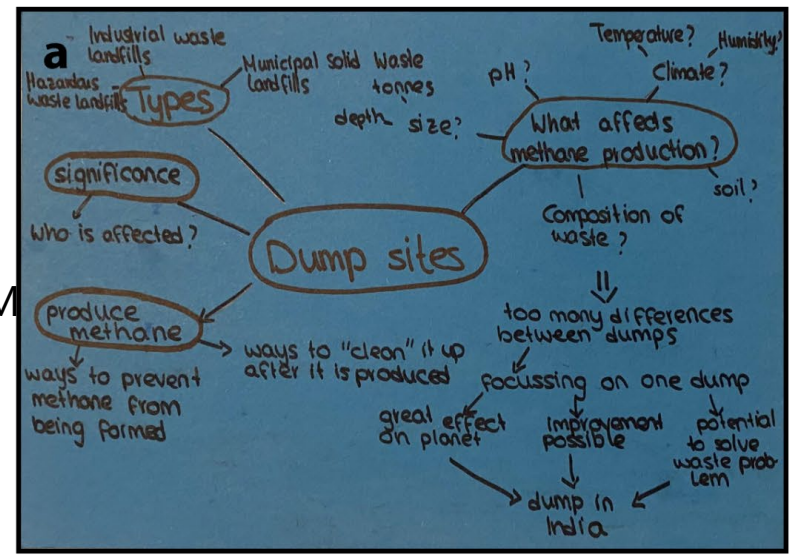 a
Industrial waste
landfills
Hazardous
waste landfills
Types
Municipal Solid Waste
landfills
tonnes
depth
size?
pH?
Temperature?
Humidity?
Climate?
What affects
methane production?
soil?
significance
who is affected?
Composition of
waste?
Dump sites
M
produce
methane
ways to "clean" it up
after it is produced
ways to prevent
methane from
being formed
too many differences
between dumps
focussing on one dump
great effect
on planet
improvement
possible
potential
to solve
waste prob-
lem
dump in
India